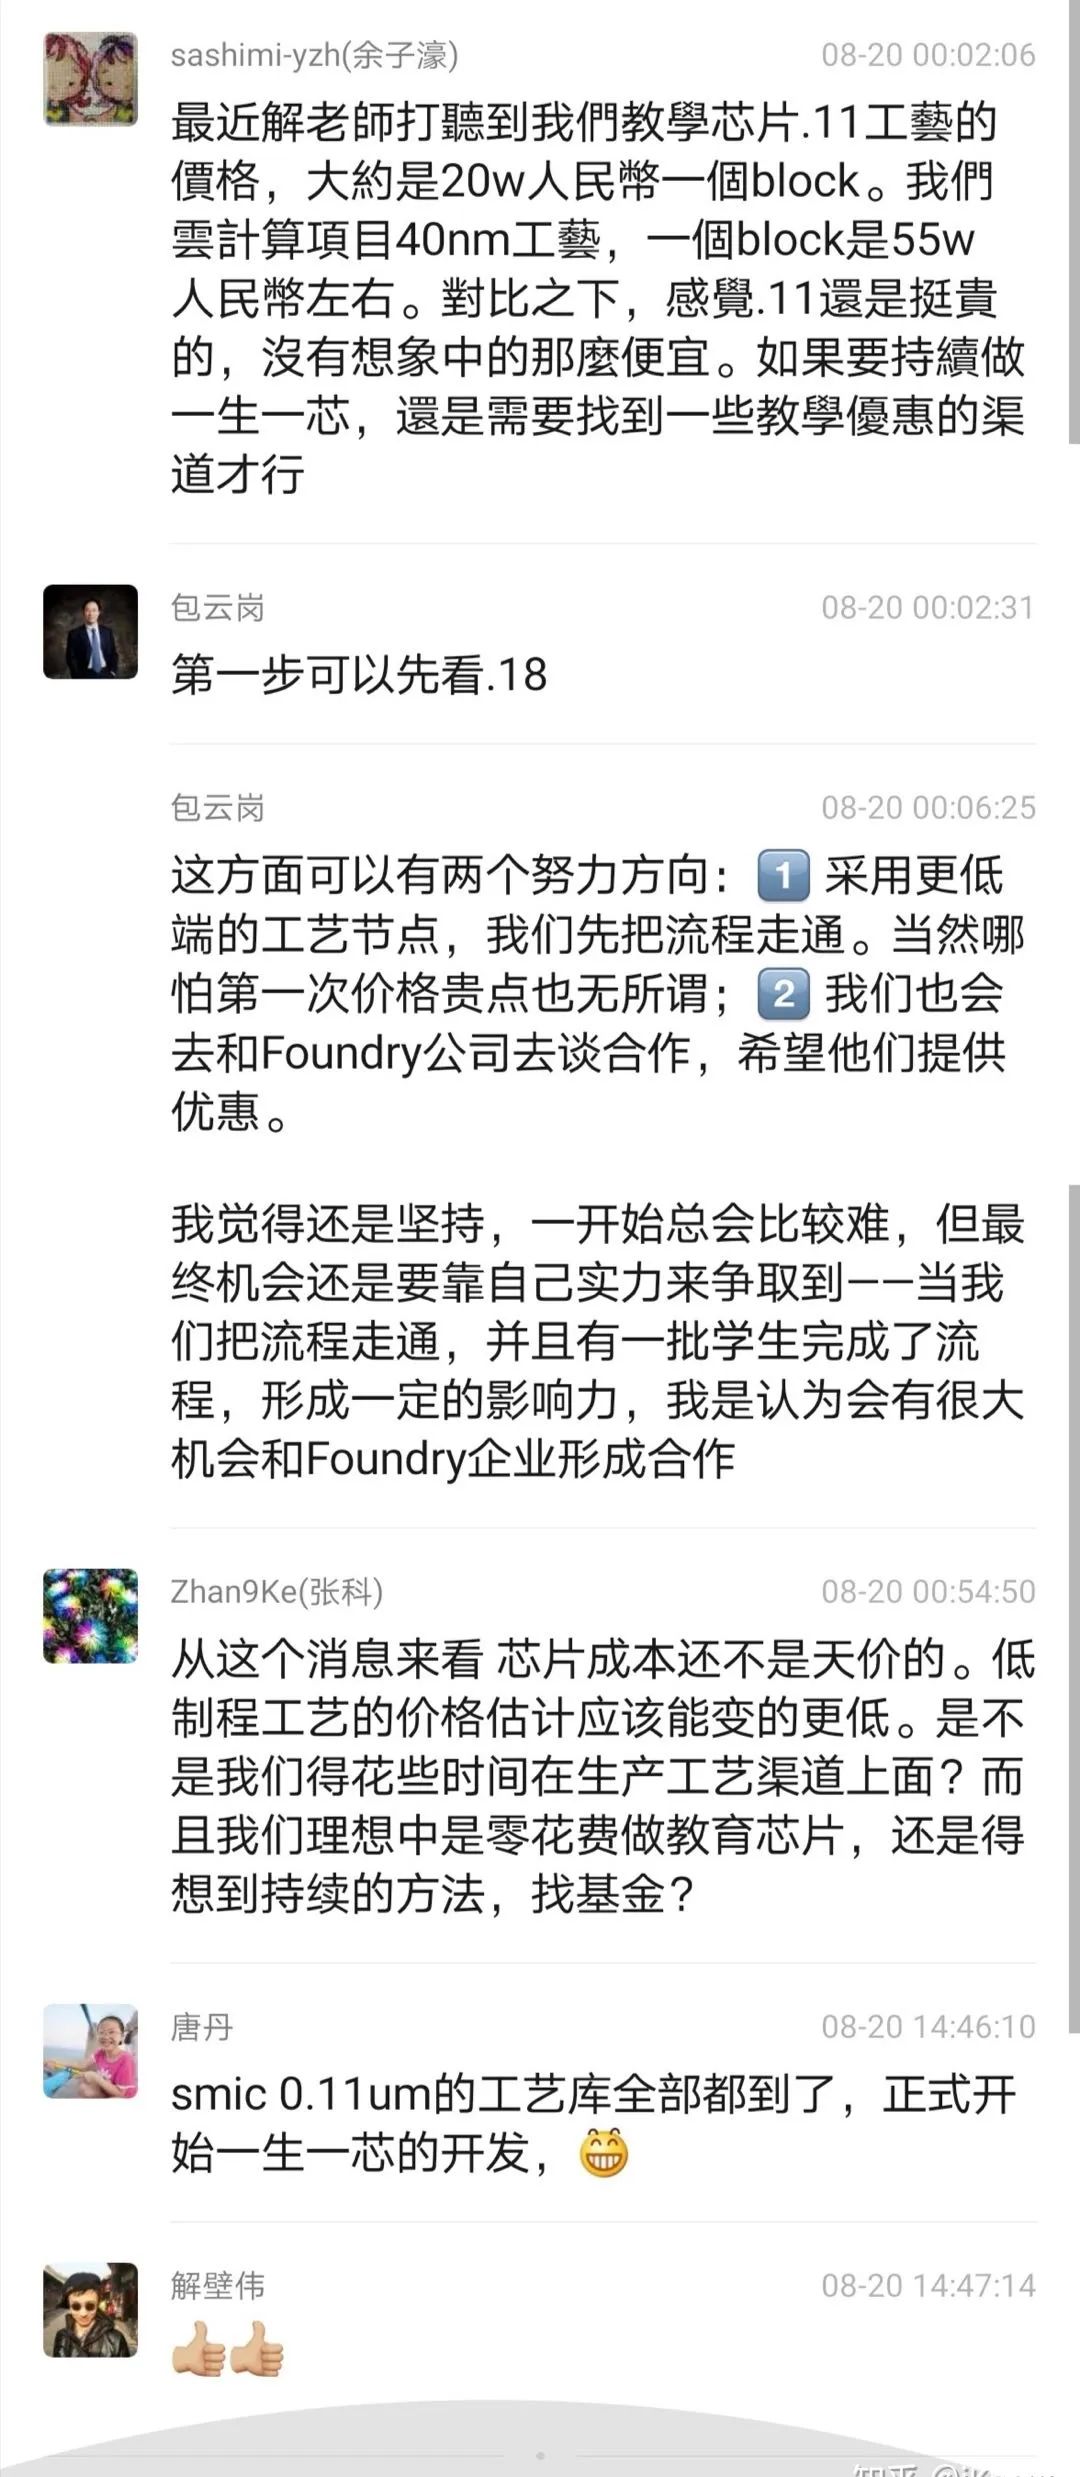 sashimi-yzh(余子濠)
08-20 00:02:06
最近解老師打聽到我們教學芯片.11工藝的
價格，大約是20w人民幣一個block。我們
雲計算項目40nm工藝，一個block是55w
人民幣左右。對比之下，感覺.11還是挺貴
的，沒有想象中的那麼便宜。如果要持續做
一生一芯，還是需要找到一些教學優惠的渠
道才行
包云岗
08-20 00:02:31
第一步可以先看.18
包云岗
08-20 00:06:25
这方面可以有两个努力方向：1️⃣ 采用更低
端的工艺节点，我们先把流程走通。当然哪
怕第一次价格贵点也无所谓；2️⃣ 我们也会
去和Foundry公司去谈合作，希望他们提供
优惠。
我觉得还是坚持，一开始总会比较难，但最
终机会还是要靠自己实力来争取到——当我
们把流程走通，并且有一批学生完成了流
程，形成一定的影响力，我是认为会有很大
机会和Foundry企业形成合作
Zhan9Ke(张科)
08-20 00:54:50
从这个消息来看 芯片成本还不是天价的。低
制程工艺的价格估计应该能变的更低。是不
是我们得花些时间在生产工艺渠道上面？而
且我们理想中是零花费做教育芯片，还是得
想到持续的方法，找基金？
唐丹
08-20 14:46:10
smic 0.11um的工艺库全部都到了，正式开
始一生一芯的开发，😁
解壁伟
08-20 14:47:14
👍🏼👍🏼